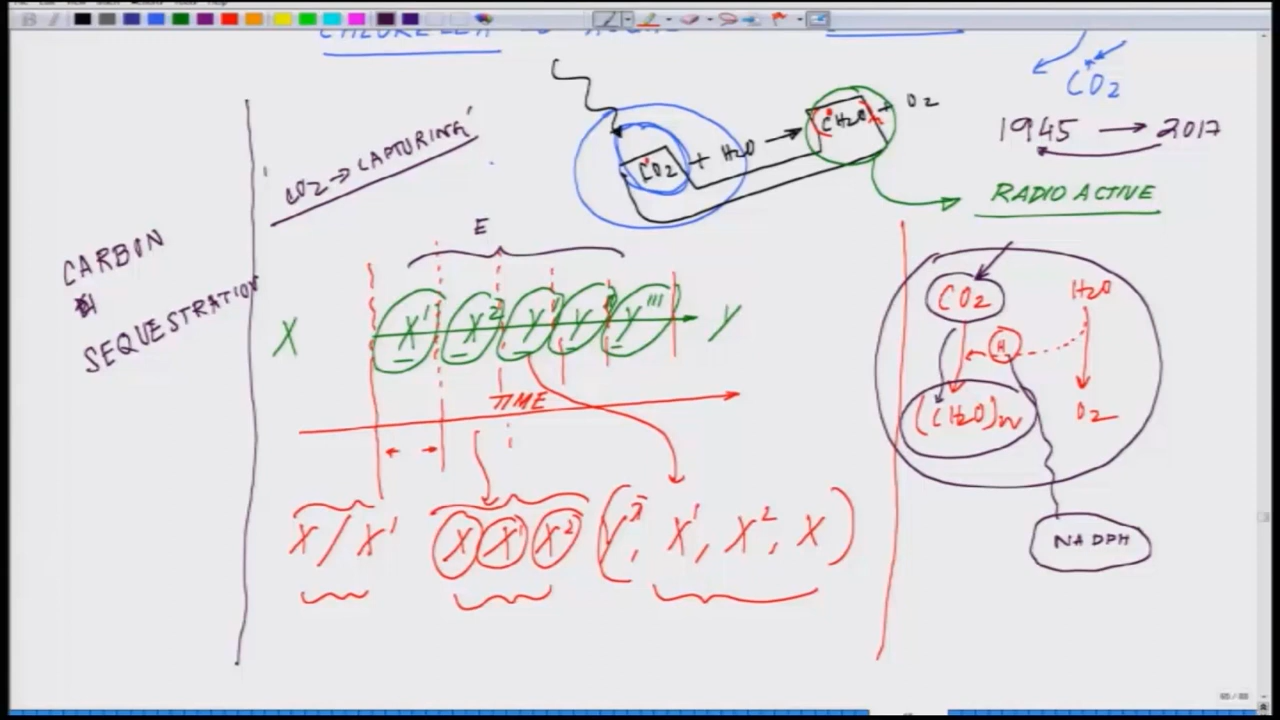 CO2
1945 → 2017
CO2 → CAPTURING
CO2 + H2O → (CH2O)n + O2
RADIO ACTIVE
CARBON
SEQUESTRATION
E
X X¹ X² Y' Y" Y''' Y
TIME
X / X¹ X X¹ X² (Y', X¹, X², X)
CO2 H2O
H
(CH2O)n O2
NADPH